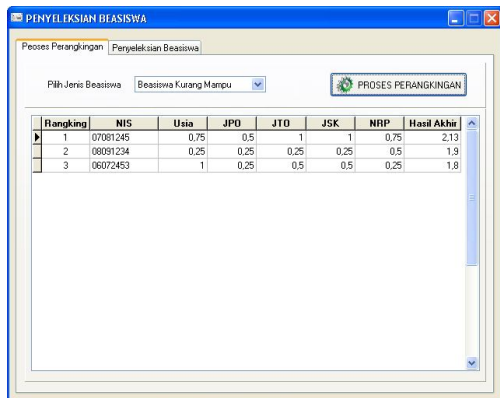 PENYELEKSIAN BEASISWA
Peoses Perangkingan Penyeleksian Beasiswa
Pilih Jenis Beasiswa Beasiswa Kurang Mampu PROSES PERANGKINGAN
Rangking NIS Usia JPO JTO JSK NRP Hasil Akhir
1 07081245 0,75 0,5 1 1 0,75 2,13
2 08091234 0,25 0,25 0,25 0,25 0,5 1,9
3 06072453 1 0,25 0,5 0,5 0,25 1,8